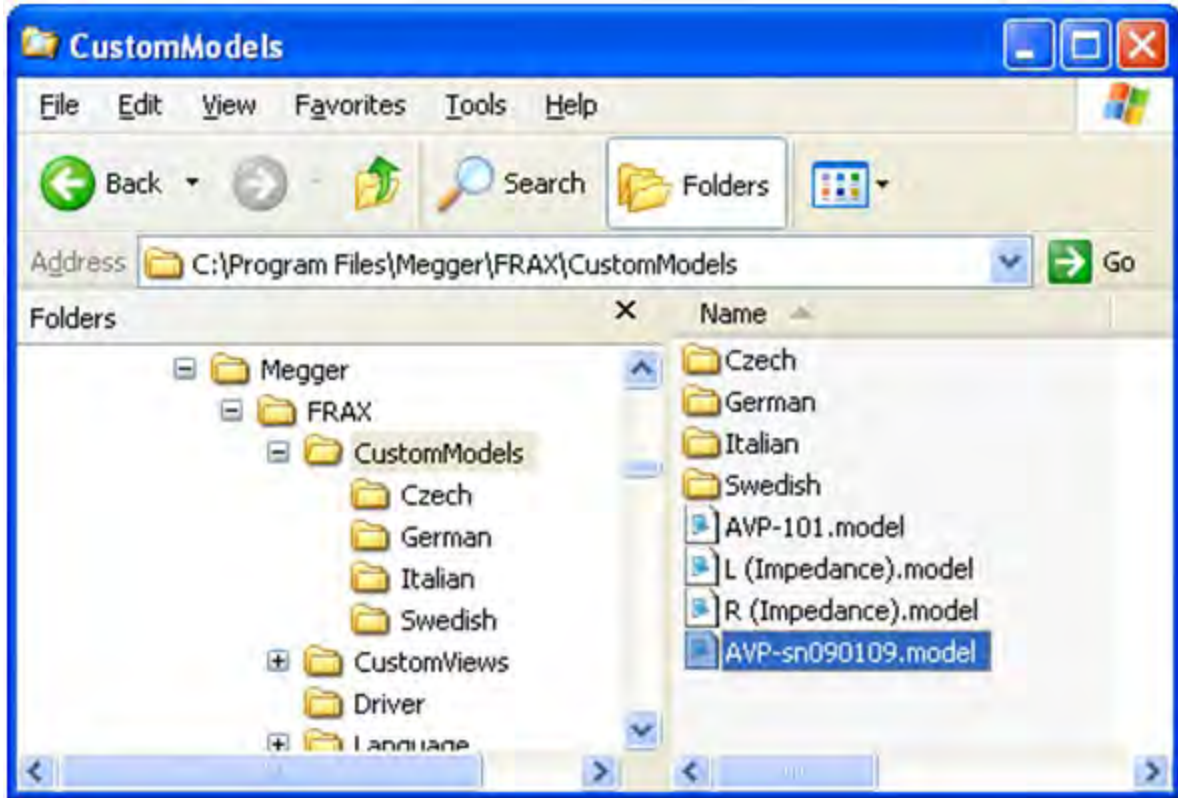 CustomModels
File Edit View Favorites Tools Help
Back Search Folders
Address C:\Program Files\Megger\FRAX\CustomModels Go
Folders
Megger
FRAX
CustomModels
Czech
German
Italian
Swedish
CustomViews
Driver
Language
Name
Czech
German
Italian
Swedish
AVP-101.model
L (Impedance).model
R (Impedance).model
AVP-sn090109.model